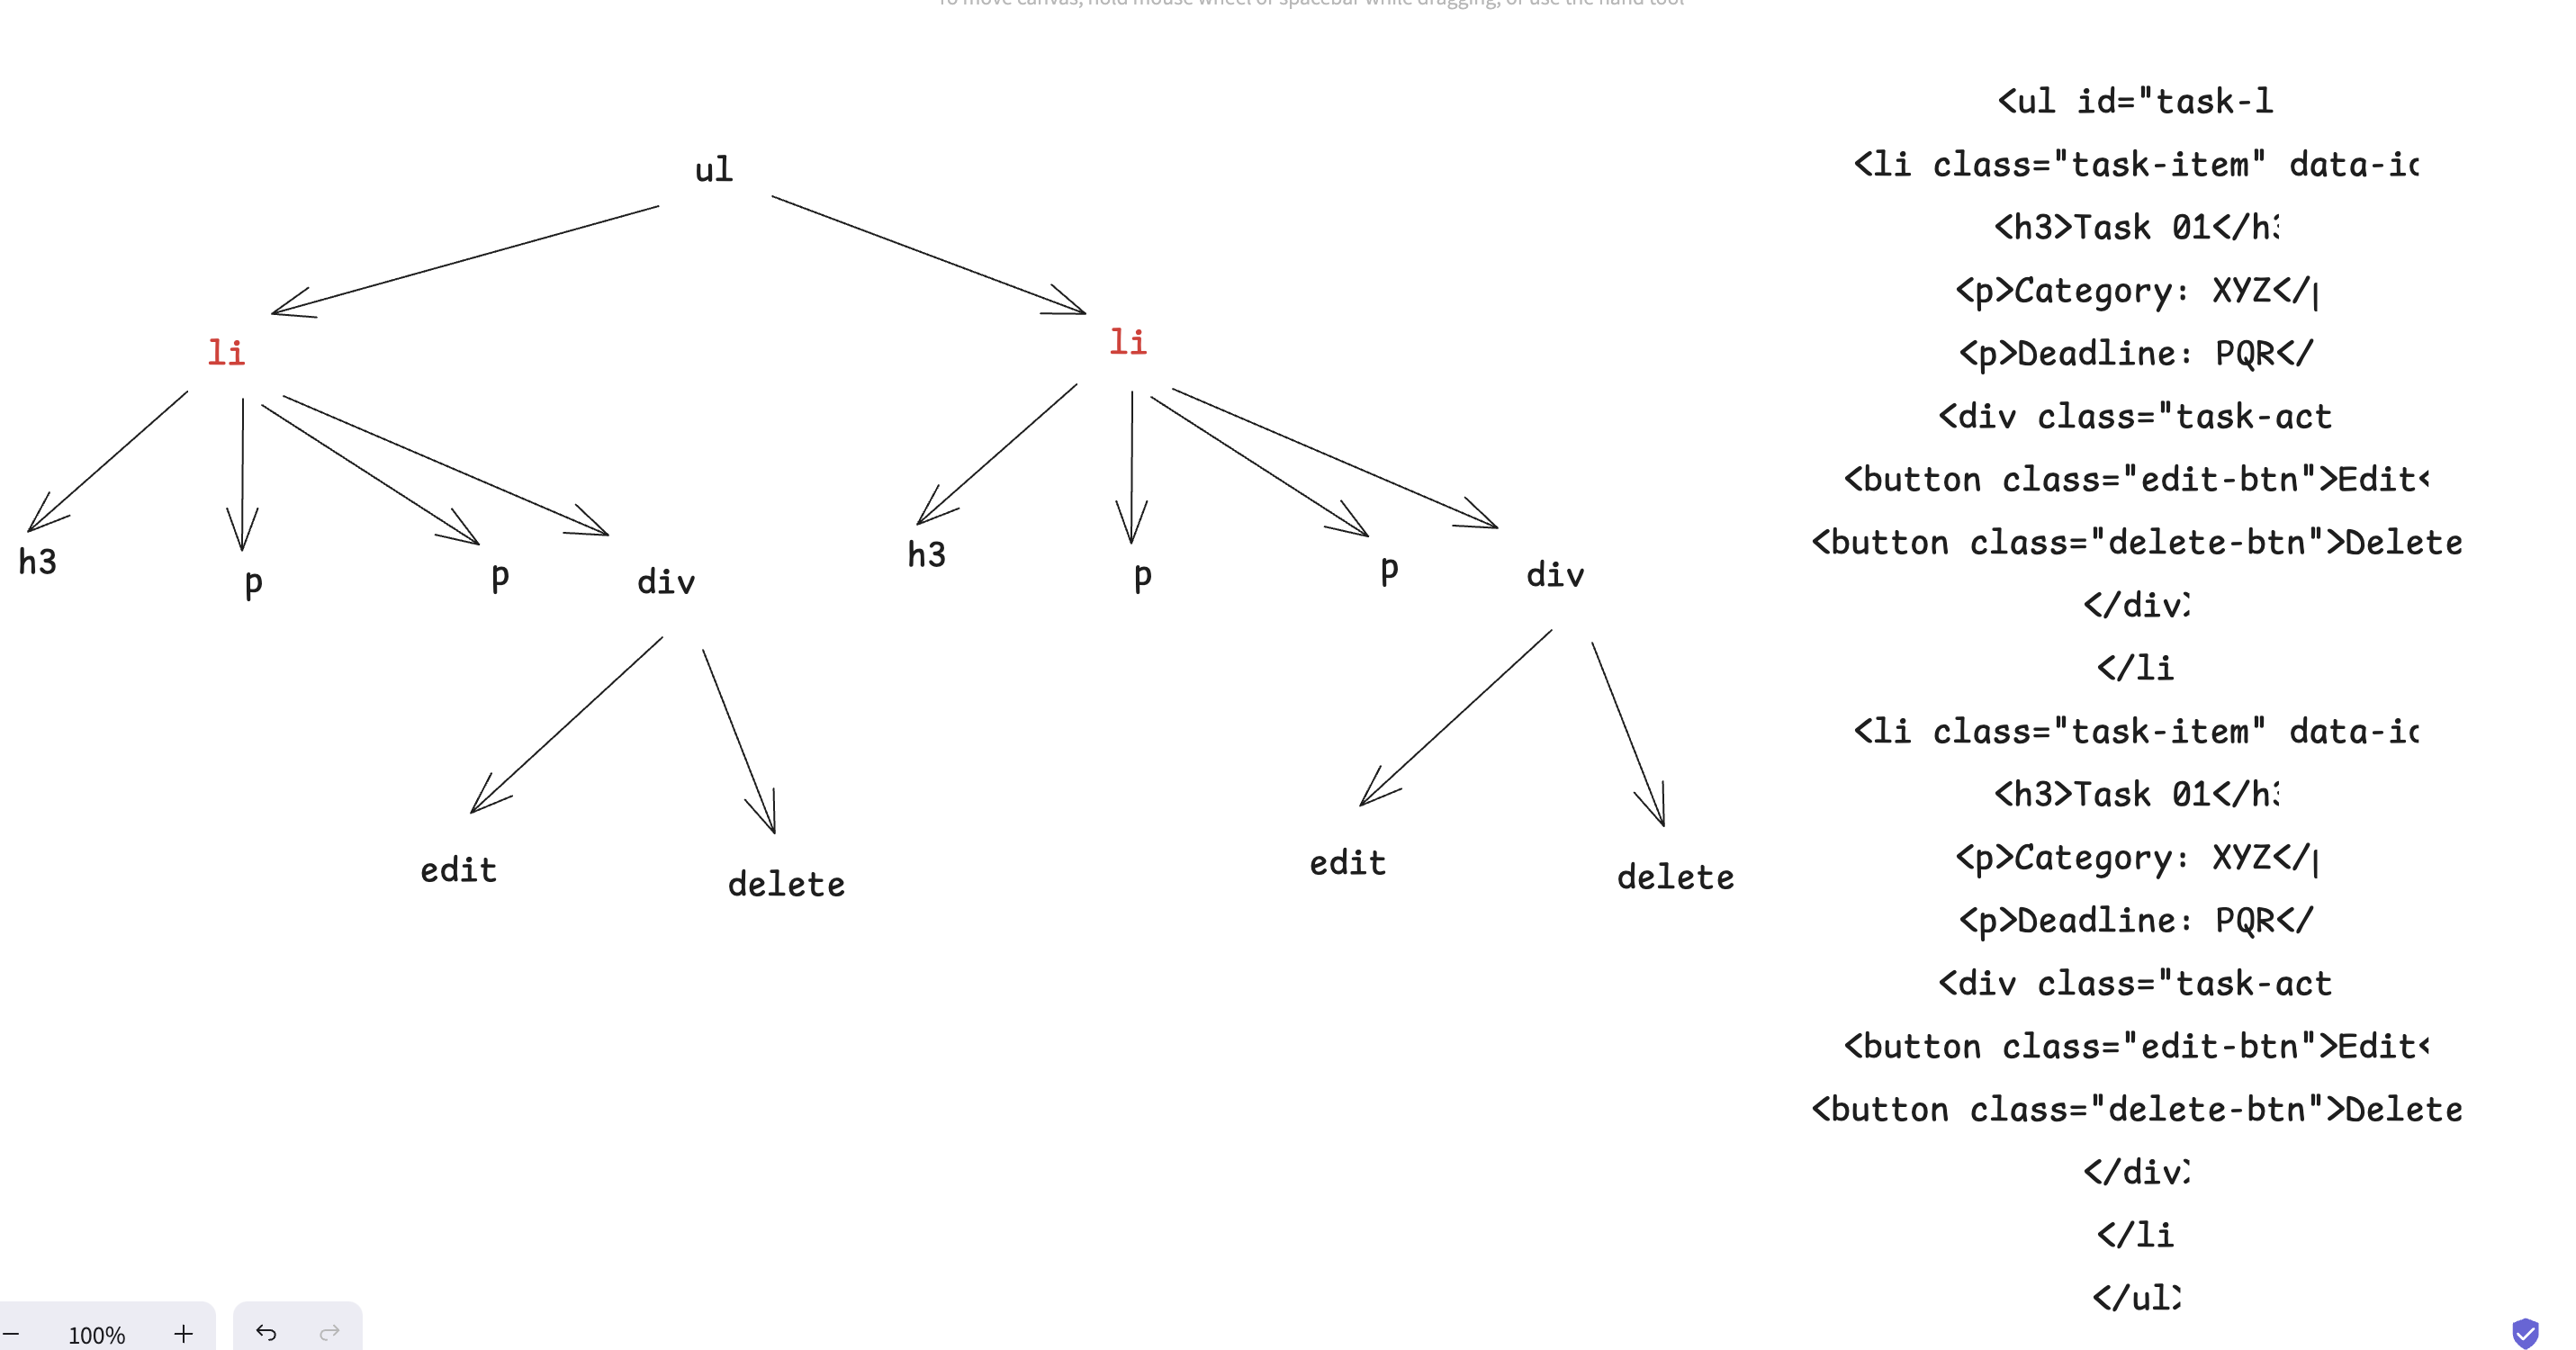 To move canvas, hold mouse wheel or spacebar while dragging, or use the hand tool
ul
li
li
h3
p
p
div
h3
p
p
div
edit
delete
edit
delete
<ul id="task-l
<li class="task-item" data-id
<h3>Task 01</h3
<p>Category: XYZ</p
<p>Deadline: PQR</
<div class="task-act
<button class="edit-btn">Edit<
<button class="delete-btn">Delete
</div>
</li
<li class="task-item" data-id
<h3>Task 01</h3
<p>Category: XYZ</p
<p>Deadline: PQR</
<div class="task-act
<button class="edit-btn">Edit<
<button class="delete-btn">Delete
</div>
</li
</ul>
100%